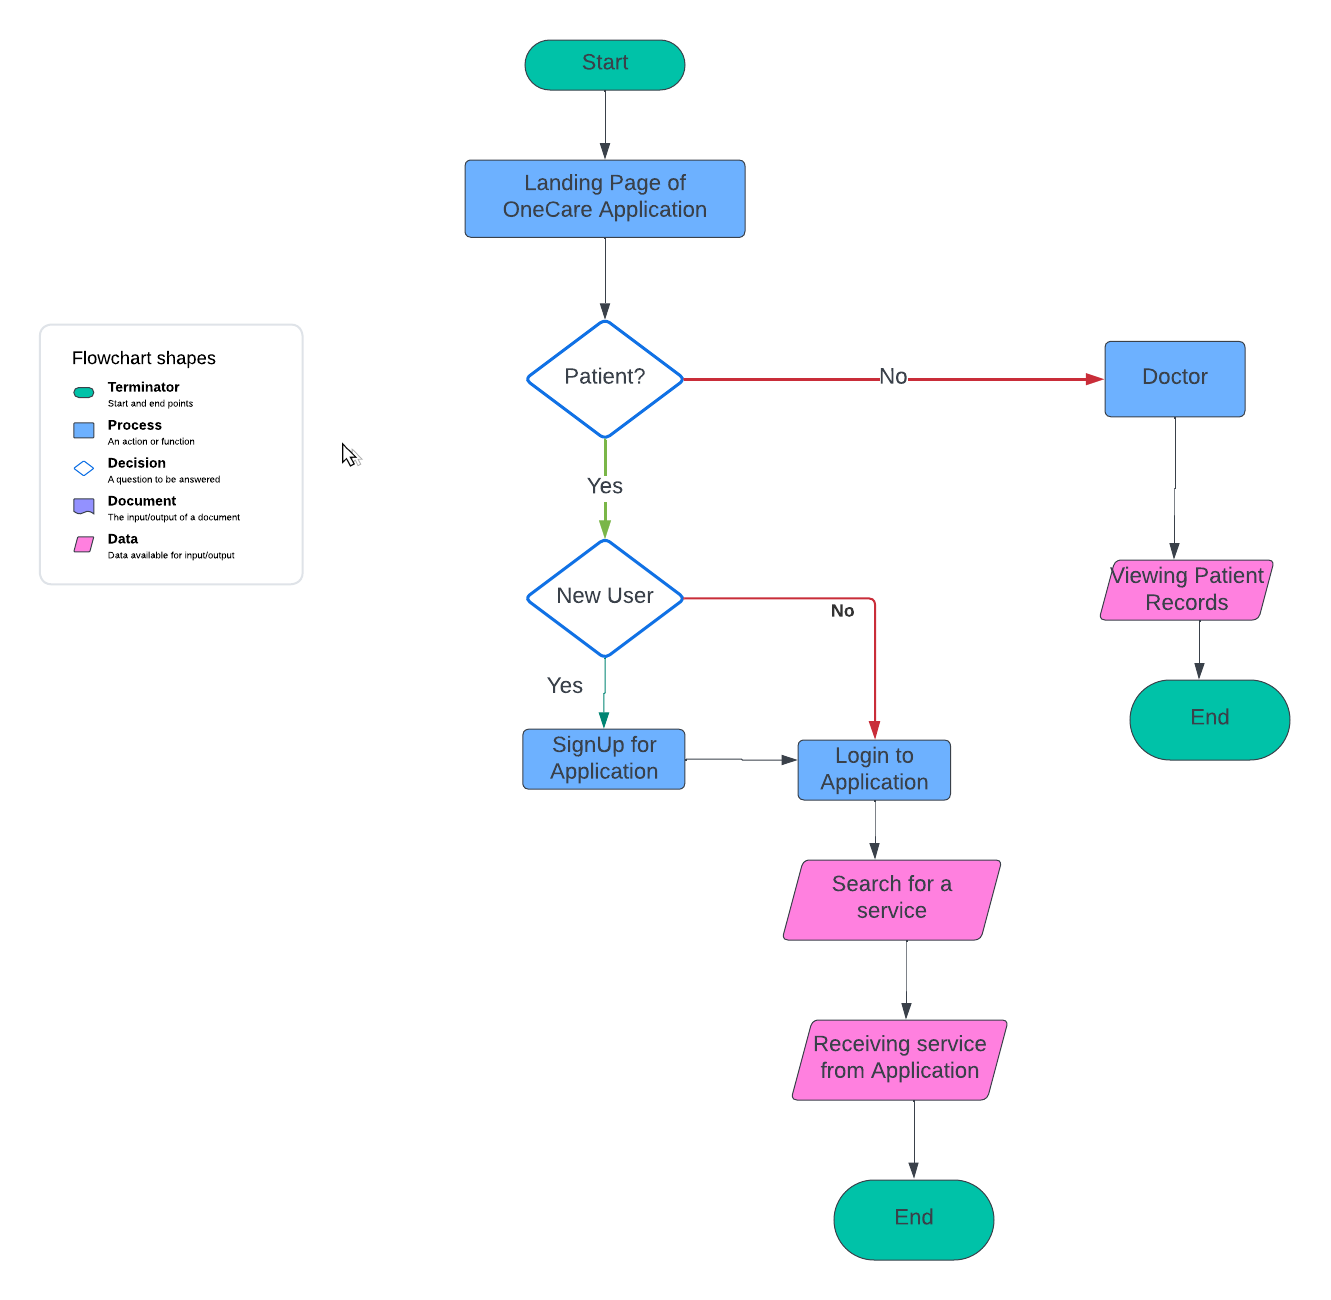 Start
Landing Page of
OneCare Application
Patient?
No
Doctor
Flowchart shapes
Terminator
Start and end points
Process
An action or function
Decision
A question to be answered
Document
The input/output of a document
Data
Data available for input/output
Yes
New User
No
Viewing Patient
Records
End
Yes
SignUp for
Application
Login to
Application
Search for a
service
Receiving service
from Application
End